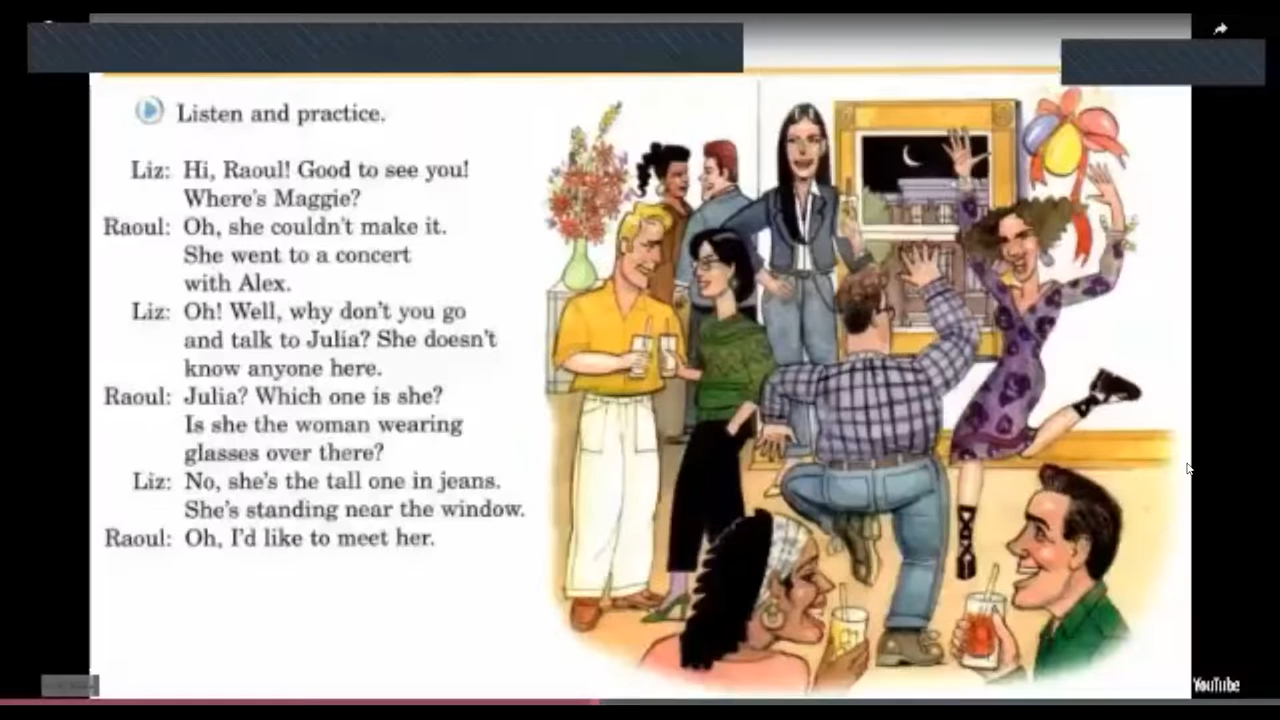 Listen and practice.
Liz: Hi, Raoul! Good to see you!
Where's Maggie?
Raoul: Oh, she couldn't make it.
She went to a concert
with Alex.
Liz: Oh! Well, why don't you go
and talk to Julia? She doesn't
know anyone here.
Raoul: Julia? Which one is she?
Is she the woman wearing
glasses over there?
Liz: No, she's the tall one in jeans.
She's standing near the window.
Raoul: Oh, I'd like to meet her.
YouTube